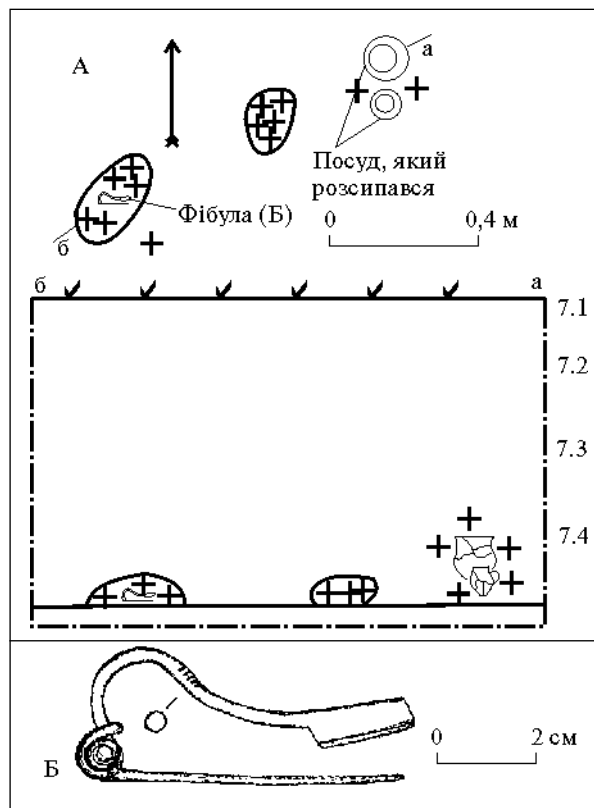 А
а
Посуд, який
розсипався
Фібула (Б)
0 0,4 м
б
б а
7.1
7.2
7.3
7.4
Б
0 2 см